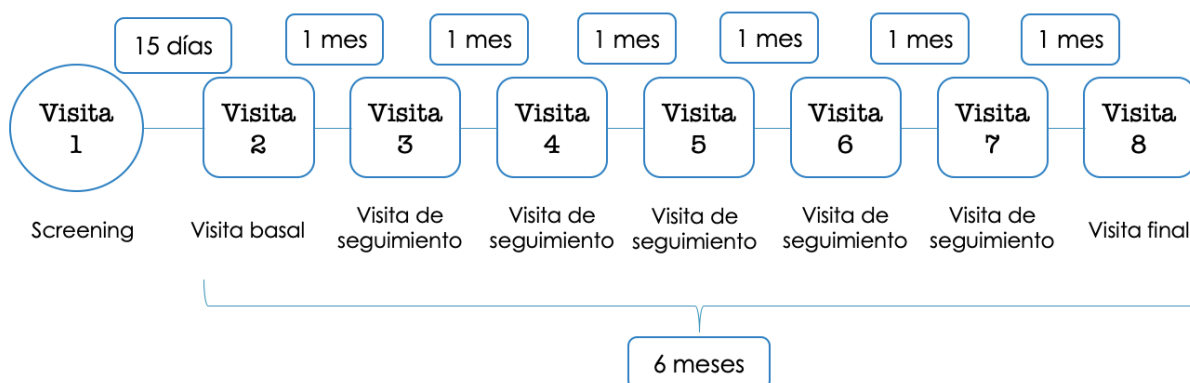 15 días
1 mes
1 mes
1 mes
1 mes
1 mes
1 mes
Visita
1
Visita
2
Visita
3
Visita
4
Visita
5
Visita
6
Visita
7
Visita
8
Screening
Visita basal
Visita de
seguimiento
Visita de
seguimiento
Visita de
seguimiento
Visita de
seguimiento
Visita de
seguimiento
Visita final
6 meses